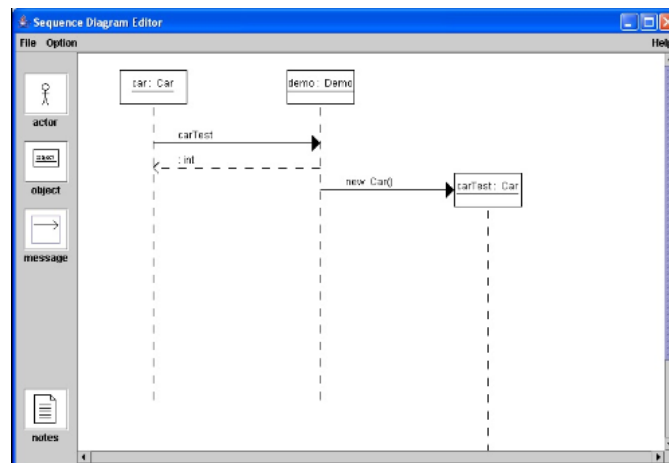 Sequence Diagram Editor
File Option Help
car: Car
demo: Demo
actor
carTest
: int
object
new Car()
carTest: Car
message
notes